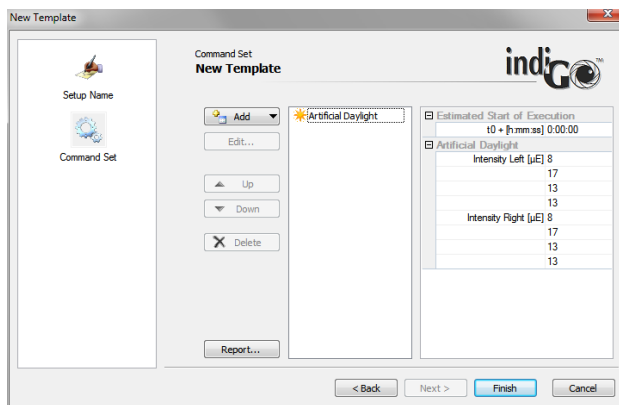 New Template
Setup Name
Command Set
Command Set
New Template
indiGO™
Add
Edit...
Up
Down
Delete
Report...
Artificial Daylight
Estimated Start of Execution
t0 + [h:mm:ss] 0:00:00
Artificial Daylight
Intensity Left [µE] 8
17
13
13
Intensity Right [µE] 8
17
13
13
< Back
Next >
Finish
Cancel